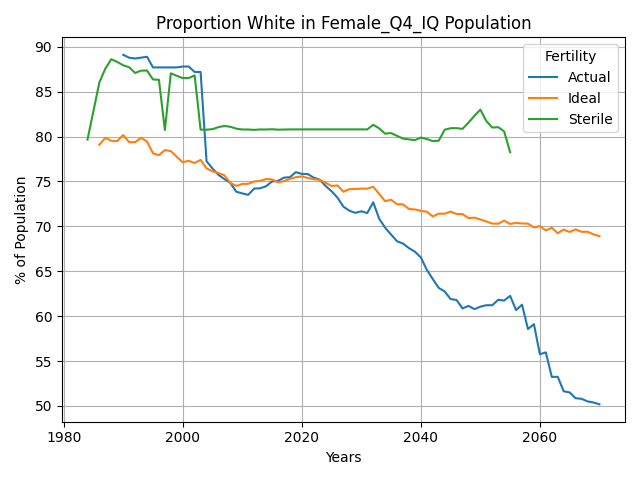 Proportion White in Female_Q4_IQ Population
% of Population
90
85
80
75
70
65
60
55
50
Fertility
Actual
Ideal
Sterile
1980
2000
2020
2040
2060
Years